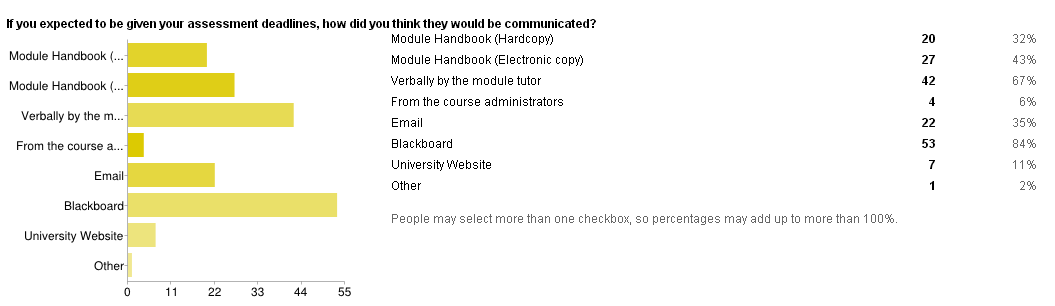 If you expected to be given your assessment deadlines, how did you think they would be communicated?
Module Handbook (...
Module Handbook (...
Verbally by the m...
From the course a...
Email
Blackboard
University Website
Other
0 11 22 33 44 55
Module Handbook (Hardcopy) 20 32%
Module Handbook (Electronic copy) 27 43%
Verbally by the module tutor 42 67%
From the course administrators 4 6%
Email 22 35%
Blackboard 53 84%
University Website 7 11%
Other 1 2%
People may select more than one checkbox, so percentages may add up to more than 100%.